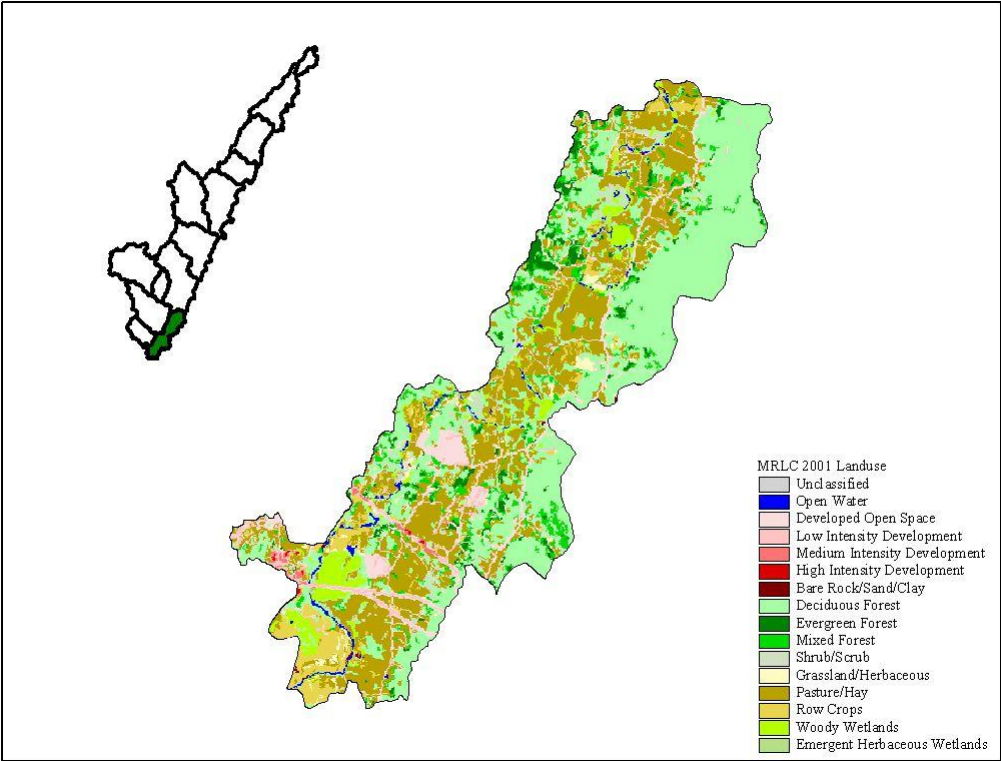 MRLC 2001 Landuse
Unclassified
Open Water
Developed Open Space
Low Intensity Development
Medium Intensity Development
High Intensity Development
Bare Rock/Sand/Clay
Deciduous Forest
Evergreen Forest
Mixed Forest
Shrub/Scrub
Grassland/Herbaceous
Pasture/Hay
Row Crops
Woody Wetlands
Emergent Herbaceous Wetlands